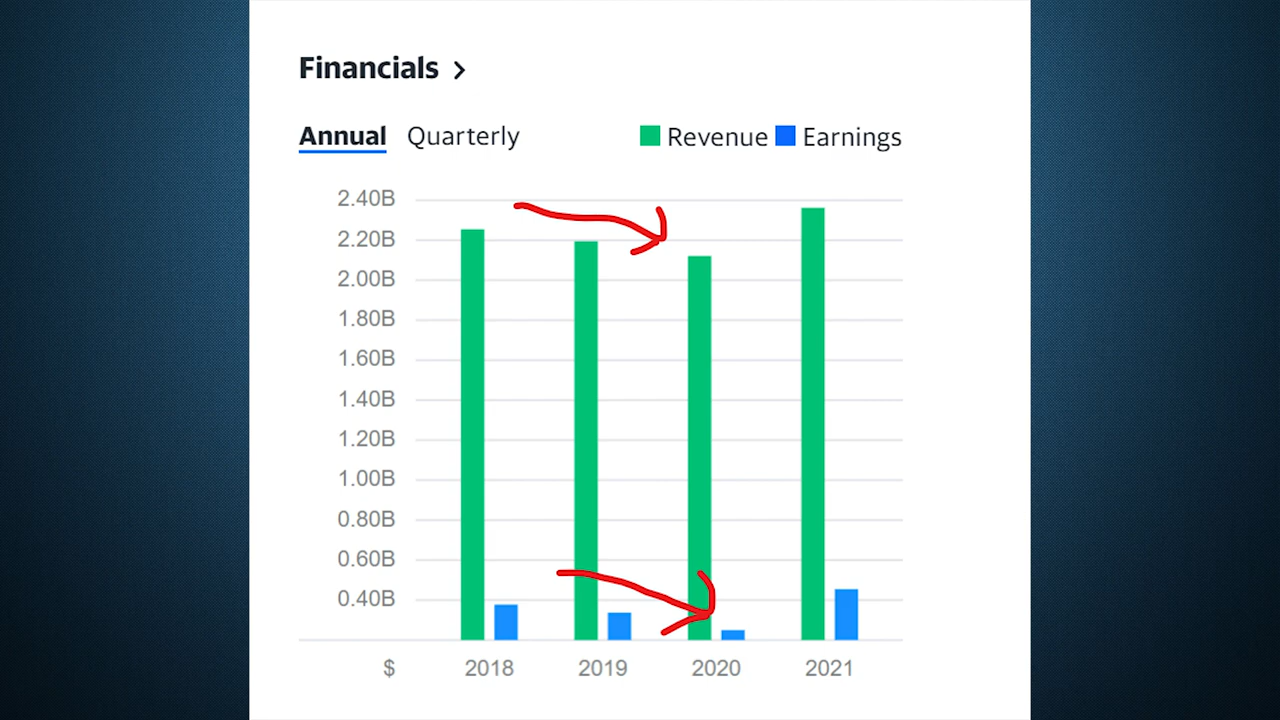 Financials >
Annual Quarterly Revenue Earnings
2.40B
2.20B
2.00B
1.80B
1.60B
1.40B
1.20B
1.00B
0.80B
0.60B
0.40B
$ 2018 2019 2020 2021